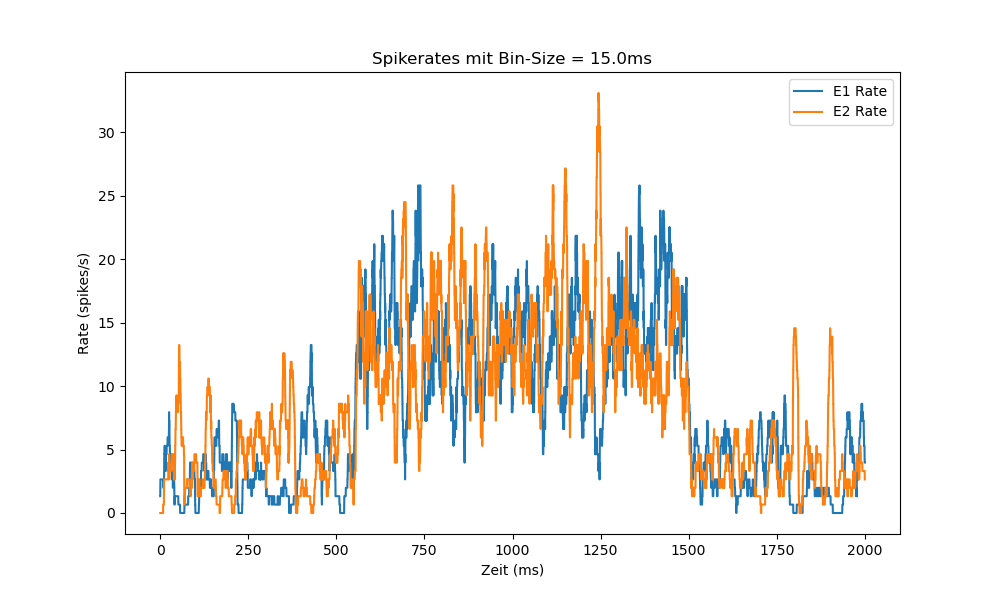 Spikerates mit Bin-Size = 15.0ms
E1 Rate
E2 Rate
Rate (spikes/s)
30
25
20
15
10
5
0
0 250 500 750 1000 1250 1500 1750 2000
Zeit (ms)